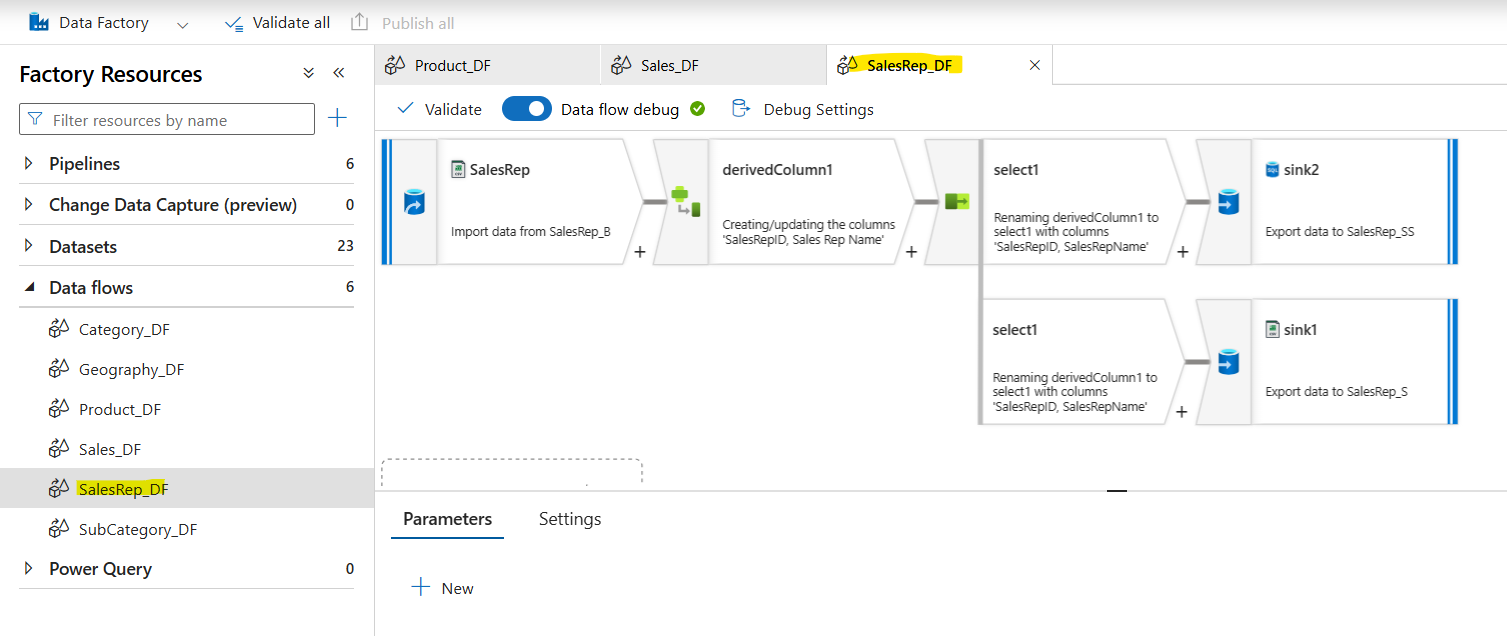 Data Factory
Validate all
Publish all
Factory Resources
Filter resources by name
Pipelines 6
Change Data Capture (preview) 0
Datasets 23
Data flows 6
Category_DF
Geography_DF
Product_DF
Sales_DF
SalesRep_DF
SubCategory_DF
Power Query 0
Product_DF
Sales_DF
SalesRep_DF
Validate
Data flow debug
Debug Settings
SalesRep
Import data from SalesRep_B
+
derivedColumn1
Creating/updating the columns
'SalesRepID, Sales Rep Name'
+
select1
Renaming derivedColumn1 to
select1 with columns
'SalesRepID, SalesRepName'
+
SQL
sink2
Export data to SalesRep_SS
select1
Renaming derivedColumn1 to
select1 with columns
'SalesRepID, SalesRepName'
+
sink1
Export data to SalesRep_S
Parameters
Settings
New